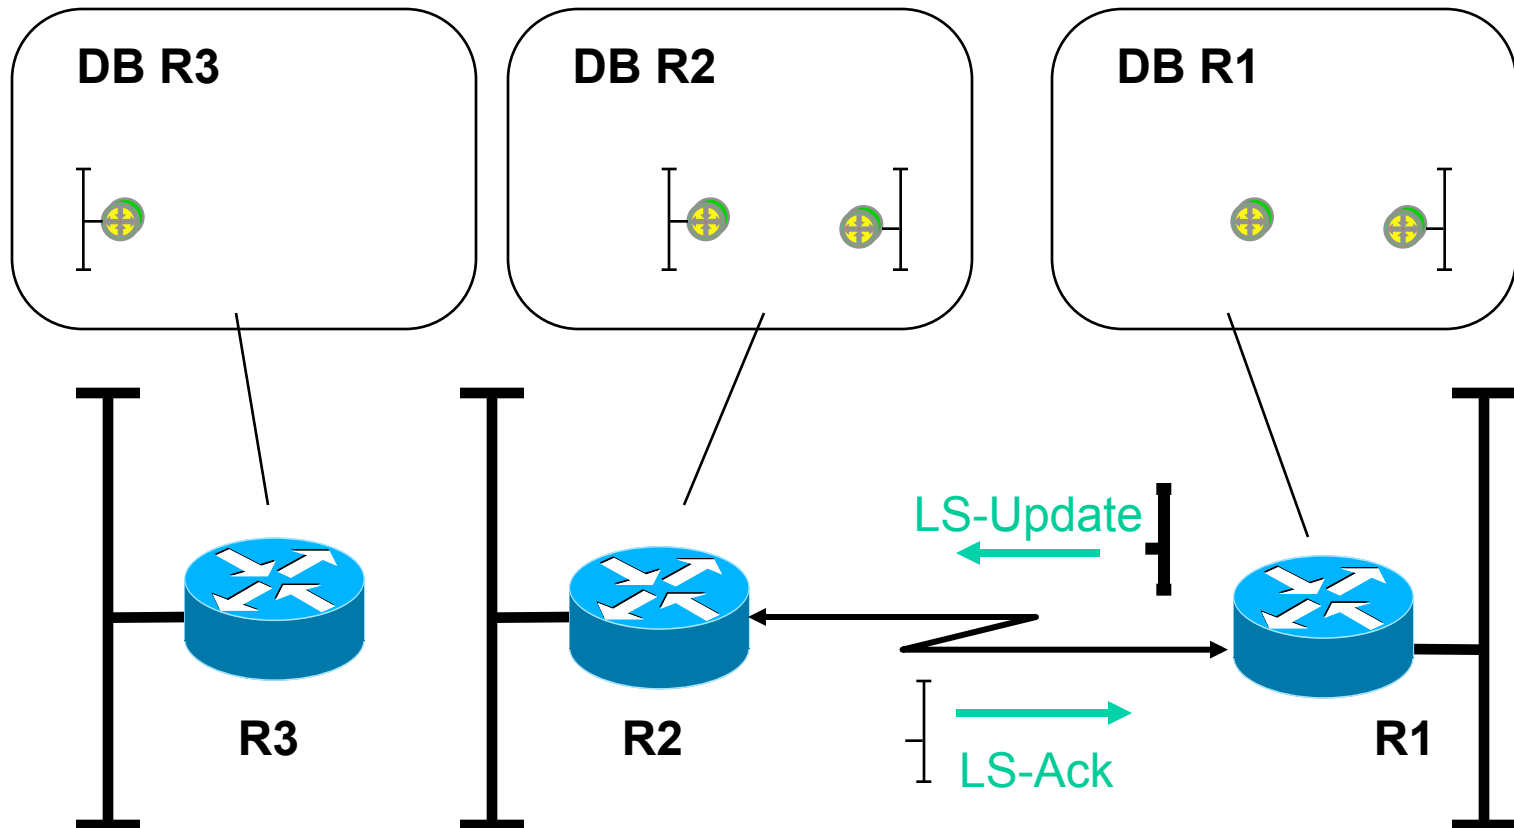 DB R3
DB R2
DB R1
LS-Update
R3
R2
R1
LS-Ack